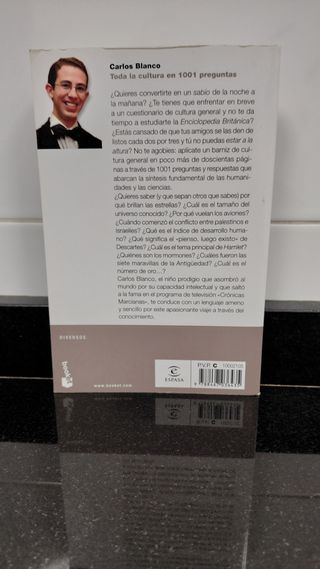 Carlos Blanco
Toda la cultura en 1001 preguntas
¿Quieres convertirte en un sabio de la noche a
la mañana? ¿Te tienes que enfrentar en breve
a un cuestionario de cultura general y no te da
tiempo a estudiarte la Enciclopedia Británica?
¿Estás cansado de que tus amigos se las den de
listos cada dos por tres y tú no puedas estar a la
altura? No te agobies: aplícate un barniz de cul-
tura general en poco más de doscientas pági-
nas a través de 1001 preguntas y respuestas que
abarcan la síntesis fundamental de las humani-
dades y las ciencias.
¿Quieres saber (y que sepan otros que sabes) por
qué brillan las estrellas? ¿Cuál es el tamaño del
universo conocido? ¿Por qué vuelan los aviones?
¿Cuándo comenzó el conflicto entre palestinos e
israelíes? ¿Qué es el índice de desarrollo huma-
no? ¿Qué significa el «pienso, luego existo» de
Descartes? ¿Cuál es el tema principal de Hamlet?
¿Quiénes son los mormones? ¿Cuáles fueron las
siete maravillas de la Antigüedad? ¿Cuál es el
número de oro...?
Carlos Blanco, el niño prodigio que asombró al
mundo por su capacidad intelectual y que saltó
a la fama en el programa de televisión «Crónicas
Marcianas», te conduce con un lenguaje ameno
y sencillo por este apasionante viaje a través del
conocimiento.
DIVERSOS
booket
www.booket.com
ESPASA
P.V.P. C 10002105